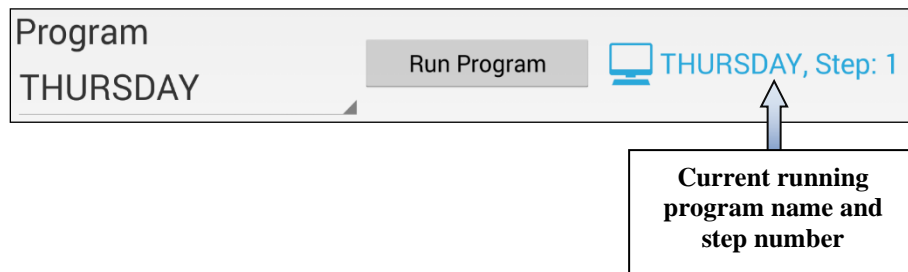 Program
THURSDAY
Run Program
THURSDAY, Step: 1
Current running
program name and
step number